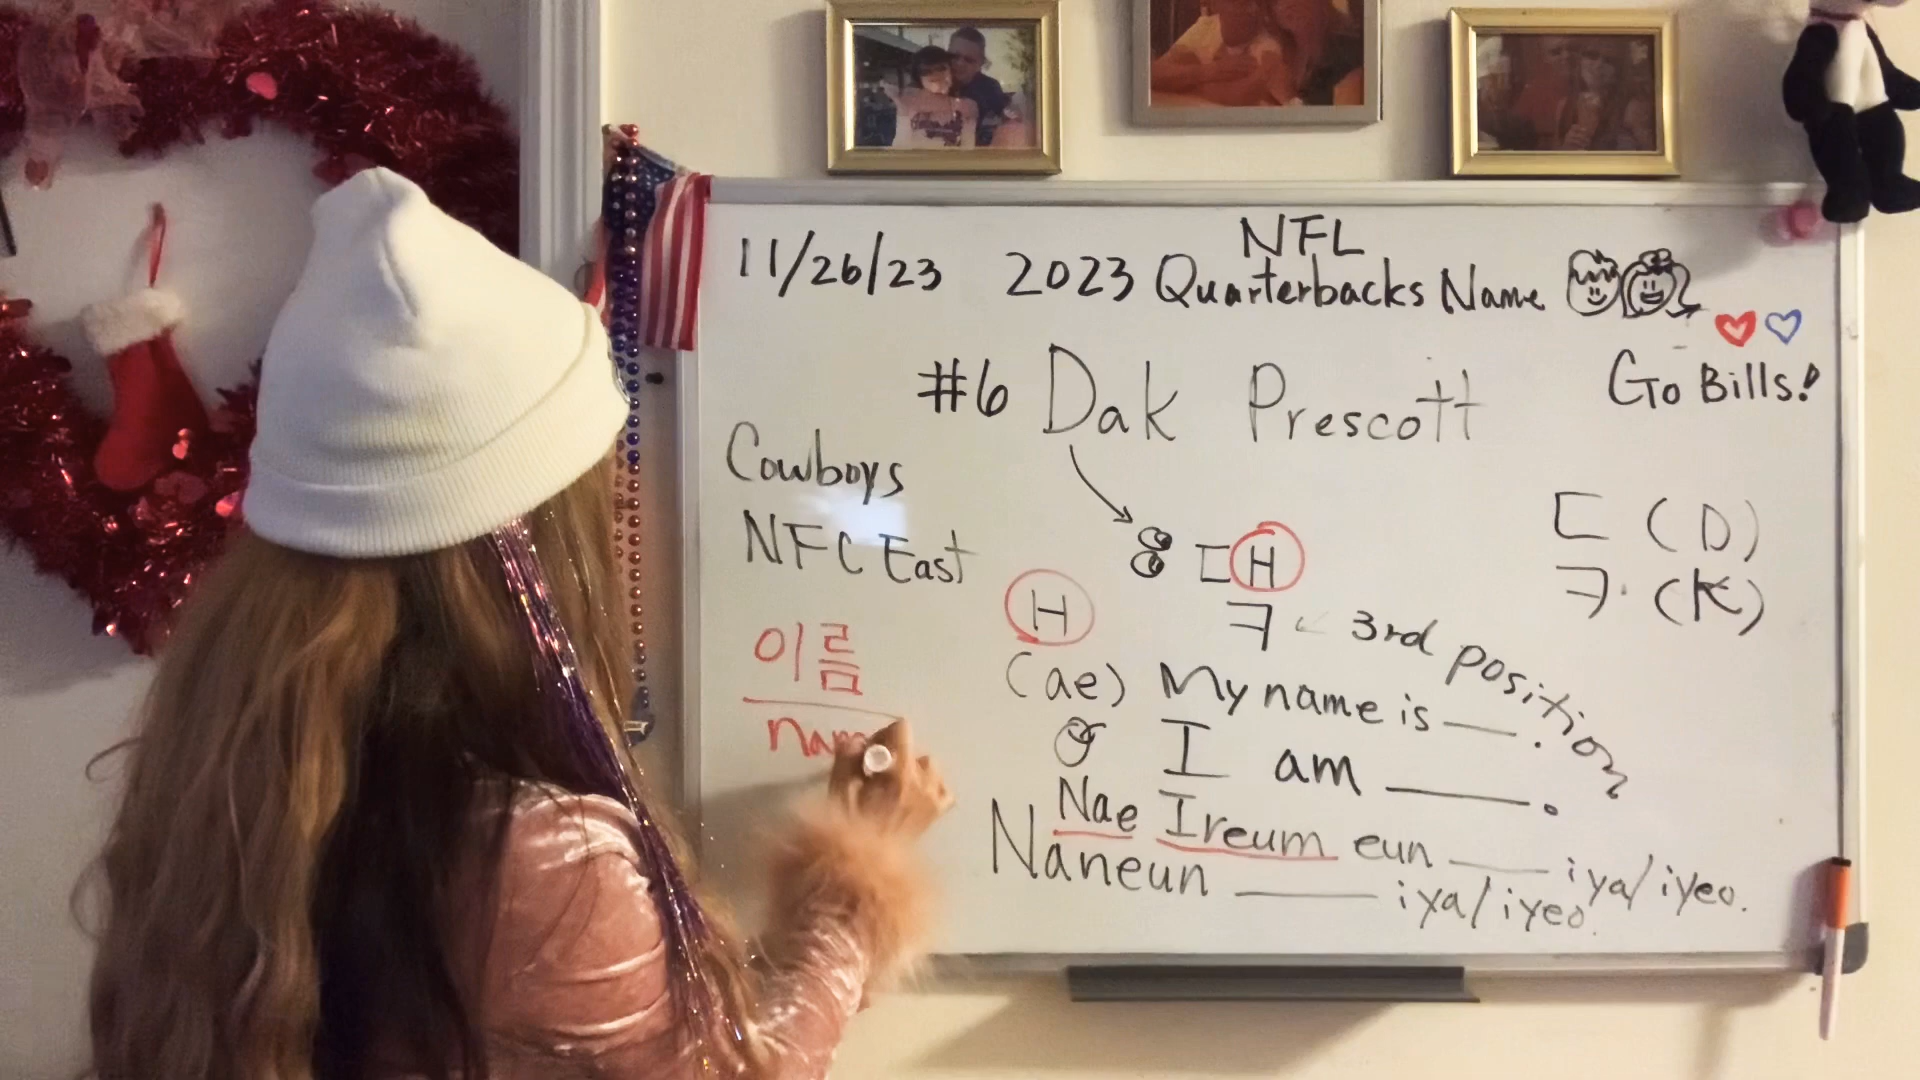 NFL
11/26/23 2023 Quarterbacks Name
Go Bills!
#6 Dak Prescott
Cowboys
NFC East
ㄷㅐ
ㅋ 3rd position
ㄷ (D)
ㅋ (K)
ㅐ
(ae)
이름
nam
My name is ___.
or I am ___.
Nae Ireum eun ___ iya/iyeo.
Naneun ___ iya/iyeo.